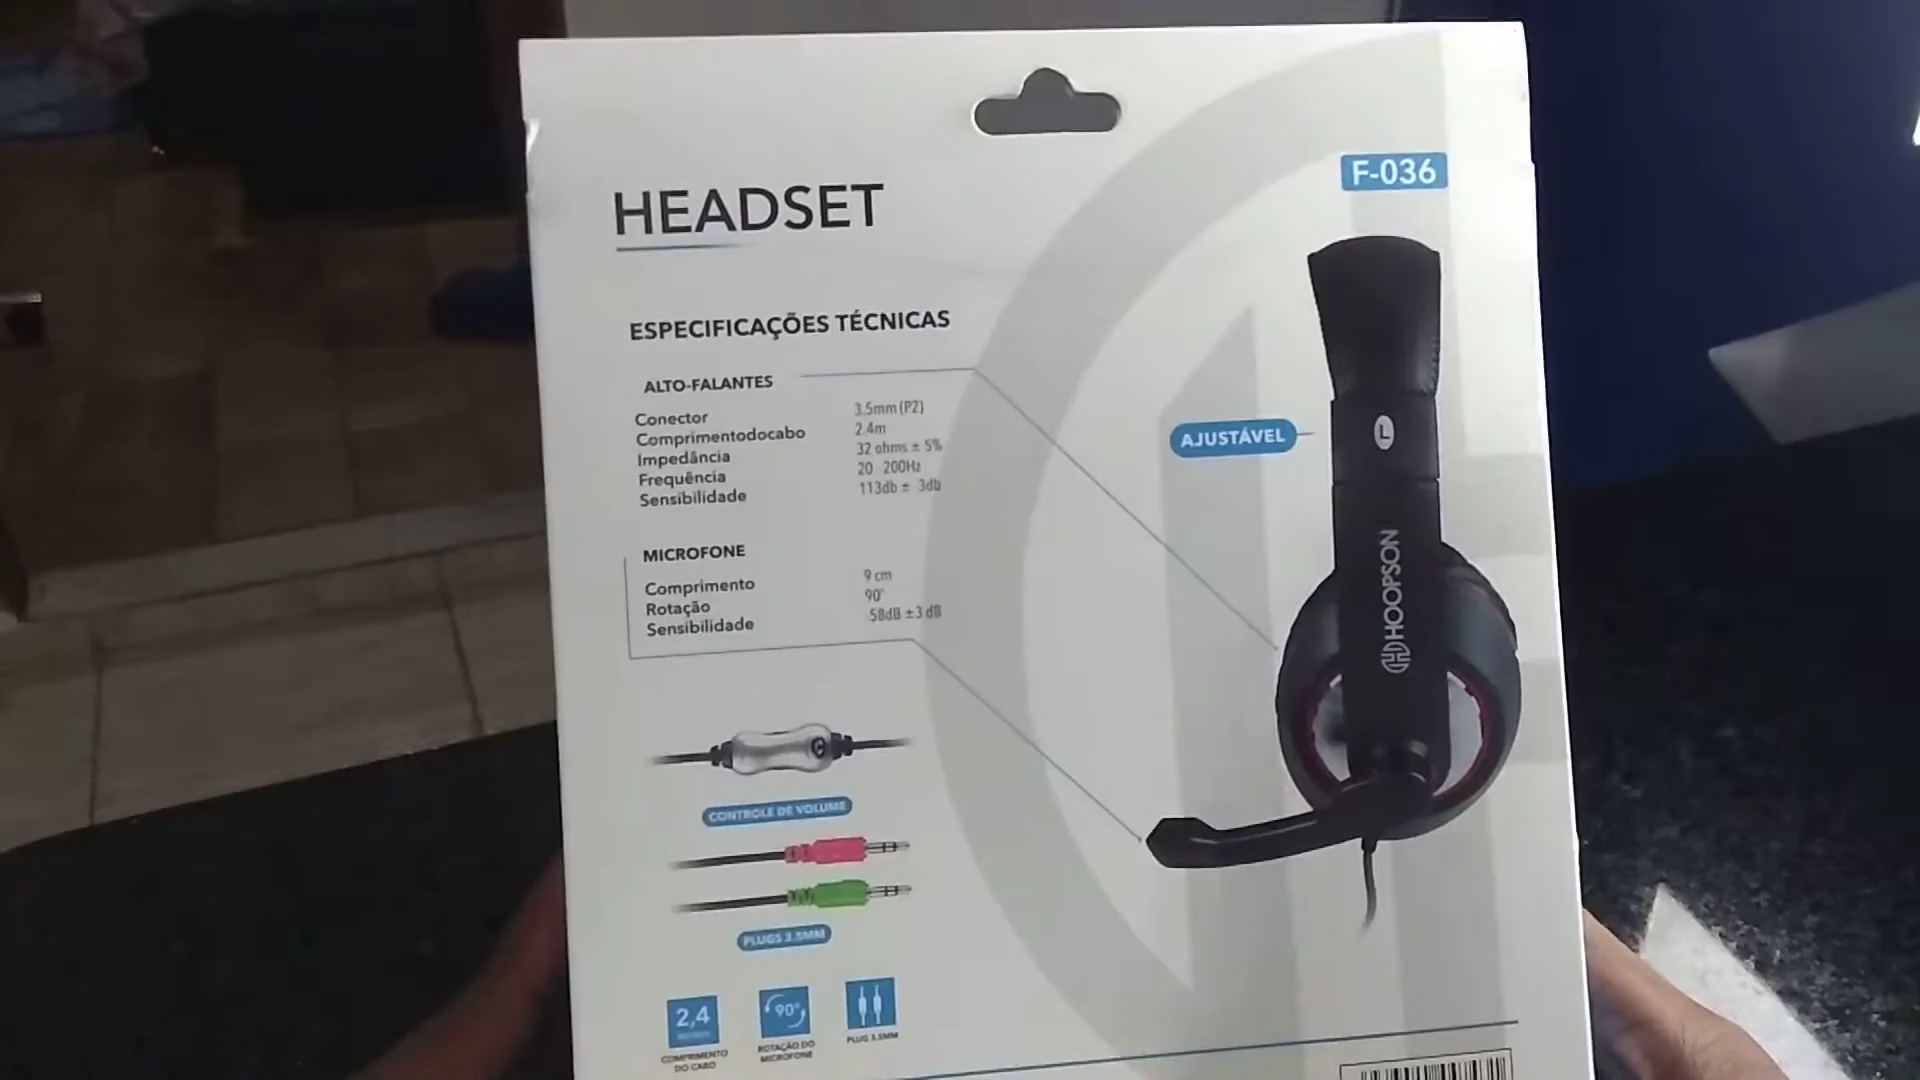 F-036
HEADSET
ESPECIFICAÇÕES TÉCNICAS
ALTO-FALANTES
Conector 3.5mm (P2)
Comprimentodocabo 2.4m
Impedância 32 ohms ± 5%
Frequência 20 200Hz
Sensibilidade 113db ± 3db
AJUSTÁVEL
L
HOOPSON
MICROFONE
Comprimento 9 cm
Rotação 90°
Sensibilidade 58dB ±3 dB
CONTROLE DE VOLUME
PLUGS 3.5MM
2,4
90°
COMPRIMENTO
DO CABO
ROTAÇÃO DO
MICROFONE
PLUG 3.5MM